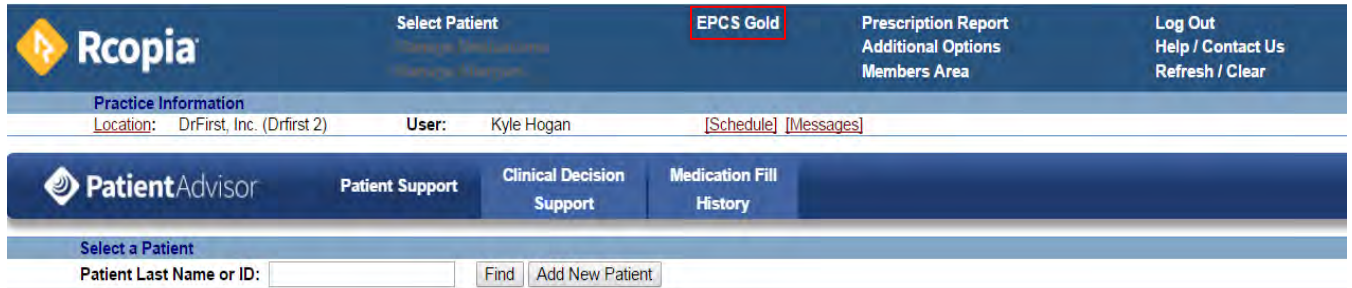 Rcopia
Select Patient
EPCS Gold
Prescription Report
Additional Options
Members Area
Log Out
Help / Contact Us
Refresh / Clear
Practice Information
Location: DrFirst, Inc. (Drfirst 2) User: Kyle Hogan [Schedule] [Messages]
PatientAdvisor
Patient Support
Clinical Decision
Support
Medication Fill
History
Select a Patient
Patient Last Name or ID: Find Add New Patient